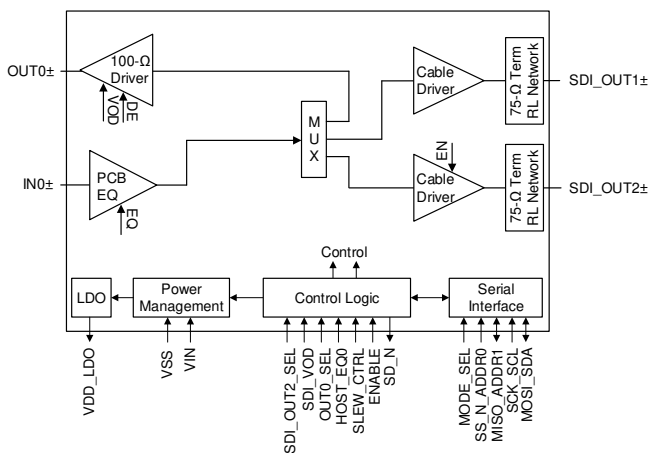 OUT0±
100-Ω
Driver
VOD
DE
M
U
X
Cable
Driver
75-Ω Term
RL Network
SDI_OUT1±
IN0±
PCB
EQ
EQ
EN
Cable
Driver
75-Ω Term
RL Network
SDI_OUT2±
Control
LDO
Power
Management
Control Logic
Serial
Interface
VDD_LDO
VSS
VIN
SDI_OUT2_SEL
SDI_VOD
OUT0_SEL
HOST_EQ0
SLEW_CTRL
ENABLE
SD_N
MODE_SEL
SS_N_ADDR0
MISO_ADDR1
SCK_SCL
MOSI_SDA